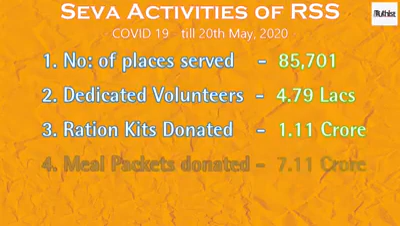 SEVA ACTIVITIES OF RSS
COVID 19 - till 20th May, 2020
1. No: of places served - 85,701
2. Dedicated Volunteers - 4.79 Lacs
3. Ration Kits Donated - 1.11 Crore
4. Meal Packets donated - 7.11 Crore